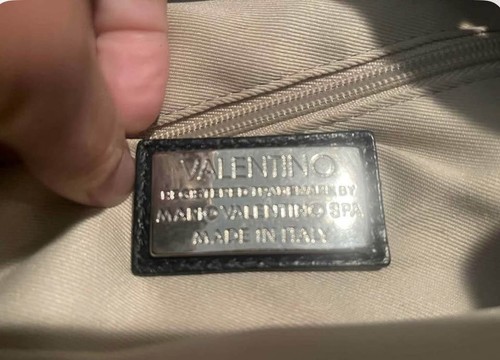 VALENTINO
REGISTERED TRADEMARK BY
MARIO VALENTINO SPA
MADE IN ITALY